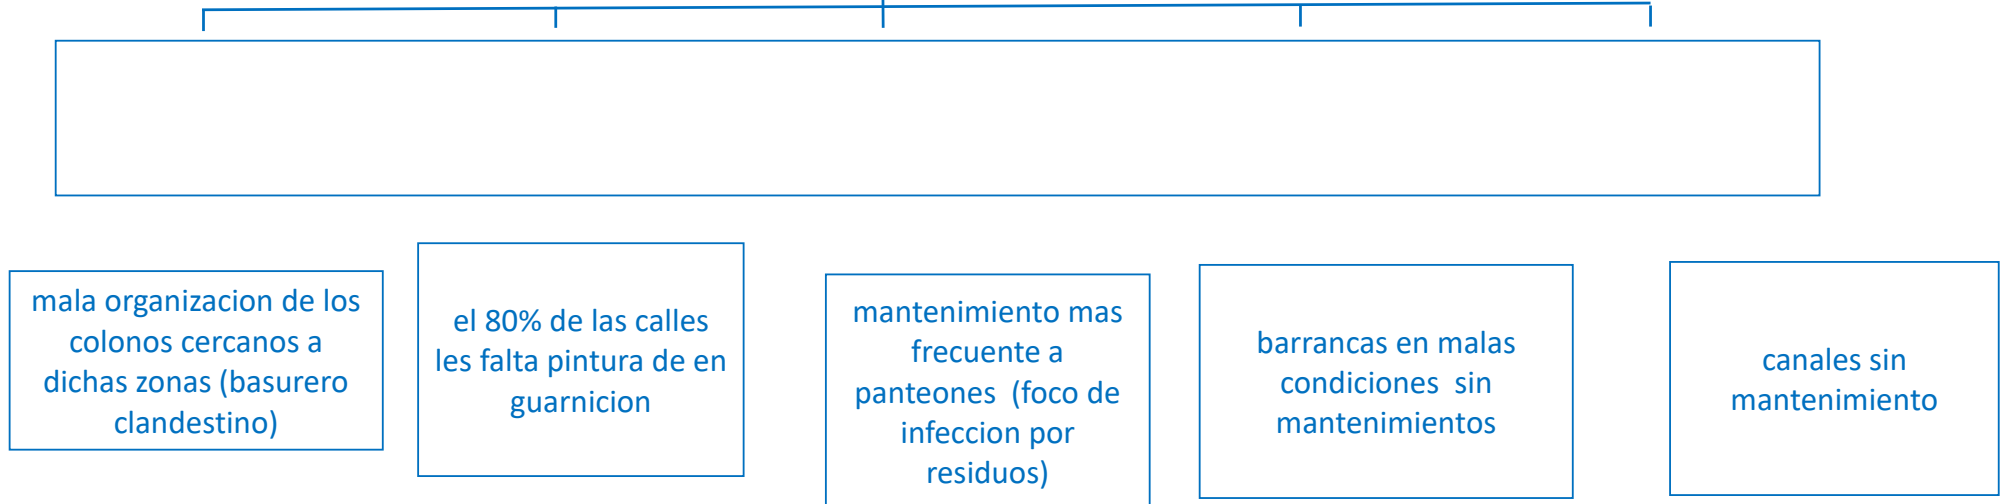 mala organizacion de los
colonos cercanos a
dichas zonas (basurero
clandestino)
el 80% de las calles
les falta pintura de en
guarnicion
mantenimiento mas
frecuente a
panteones (foco de
infeccion por
residuos)
barrancas en malas
condiciones sin
mantenimientos
canales sin
mantenimiento